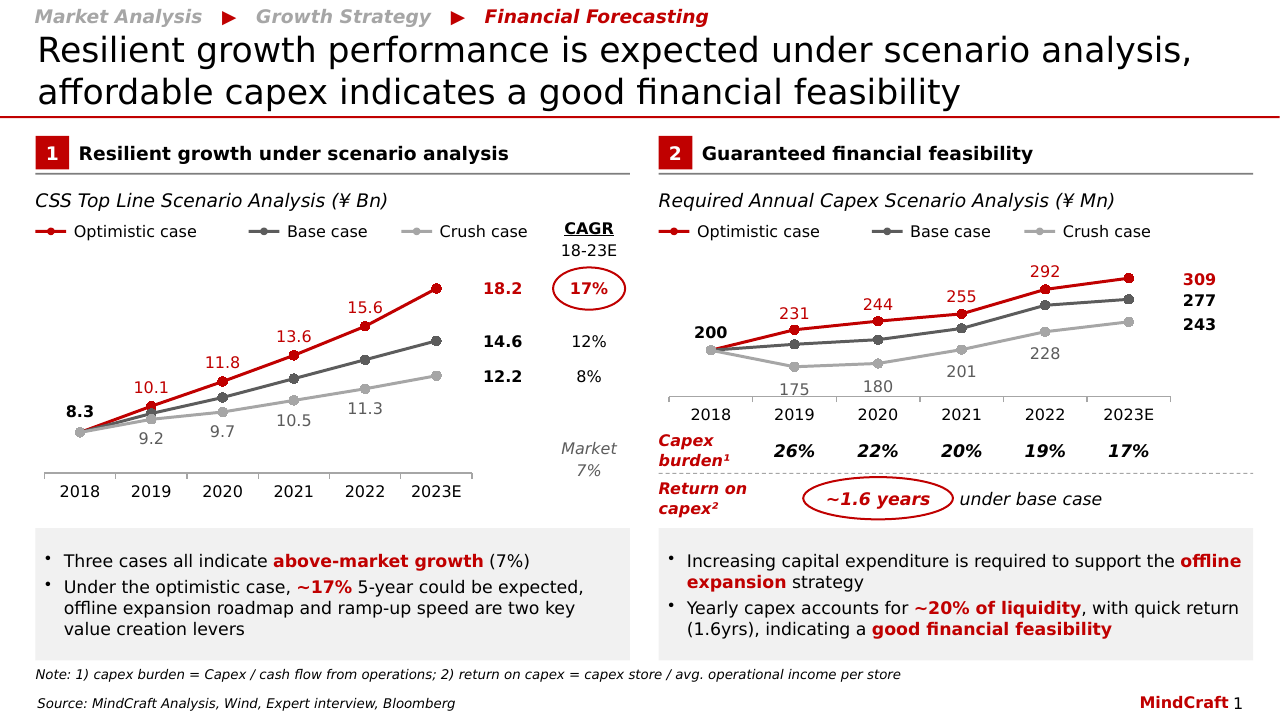 Market Analysis ▶ Growth Strategy ▶ Financial Forecasting
Resilient growth performance is expected under scenario analysis,
affordable capex indicates a good financial feasibility
1 Resilient growth under scenario analysis
CSS Top Line Scenario Analysis (¥ Bn)
Optimistic case Base case Crush case
CAGR
18-23E
18.2 17%
15.6
13.6
14.6 12%
11.8
12.2 8%
10.1
8.3
11.3
10.5
9.7
9.2
Market
7%
2018 2019 2020 2021 2022 2023E
• Three cases all indicate above-market growth (7%)
• Under the optimistic case, ~17% 5-year could be expected,
offline expansion roadmap and ramp-up speed are two key
value creation levers
2 Guaranteed financial feasibility
Required Annual Capex Scenario Analysis (¥ Mn)
Optimistic case Base case Crush case
292
309
255
277
244
231
243
200
228
201
180
175
2018 2019 2020 2021 2022 2023E
Capex
burden¹
26% 22% 20% 19% 17%
Return on
capex²
~1.6 years under base case
• Increasing capital expenditure is required to support the offline
expansion strategy
• Yearly capex accounts for ~20% of liquidity, with quick return
(1.6yrs), indicating a good financial feasibility
Note: 1) capex burden = Capex / cash flow from operations; 2) return on capex = capex store / avg. operational income per store
Source: MindCraft Analysis, Wind, Expert interview, Bloomberg
MindCraft 1